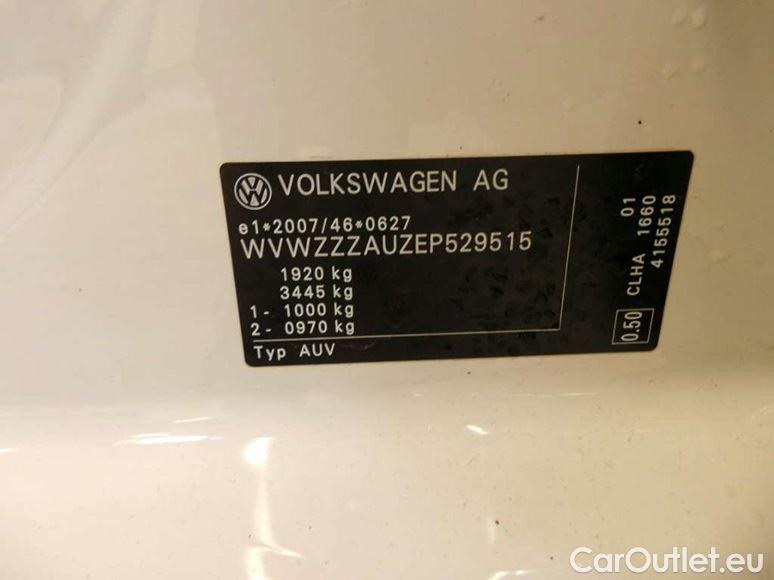 VOLKSWAGEN AG
e1*2007/46*0627
WVWZZZAUZEP529515
1920 kg
3445 kg
1- 1000 kg
2- 0970 kg
Typ AUV
01
CLHA 1660
0.50 4155518
CarOutlet.eu